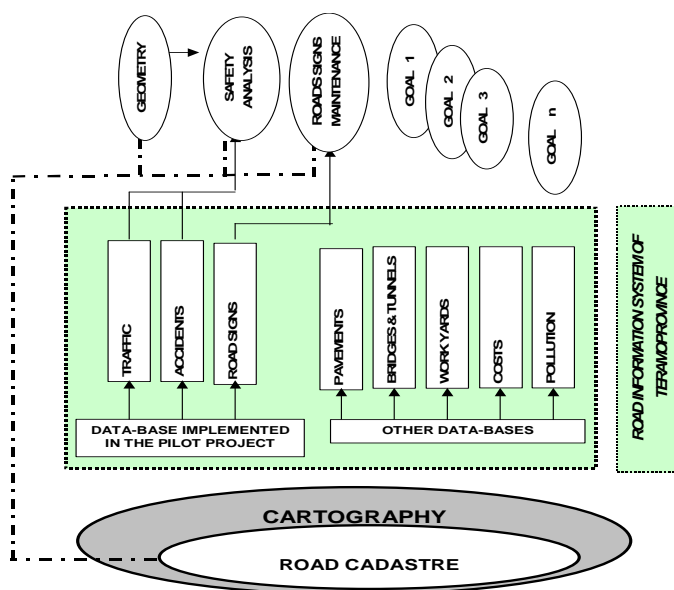 GEOMETRY
SAFETY
ANALYSIS
ROADS SIGNS
MAINTENANCE
GOAL 1
GOAL 2
GOAL 3
GOAL n
TRAFFIC
ACCIDENTS
ROAD SIGNS
PAVEMENTS
BRIDGES & TUNNELS
WORK YARDS
COSTS
POLLUTION
DATA-BASE IMPLEMENTED
IN THE PILOT PROJECT
OTHER DATA-BASES
ROAD INFORMATION SYSTEM OF
TERAMO PROVINCE
CARTOGRAPHY
ROAD CADASTRE